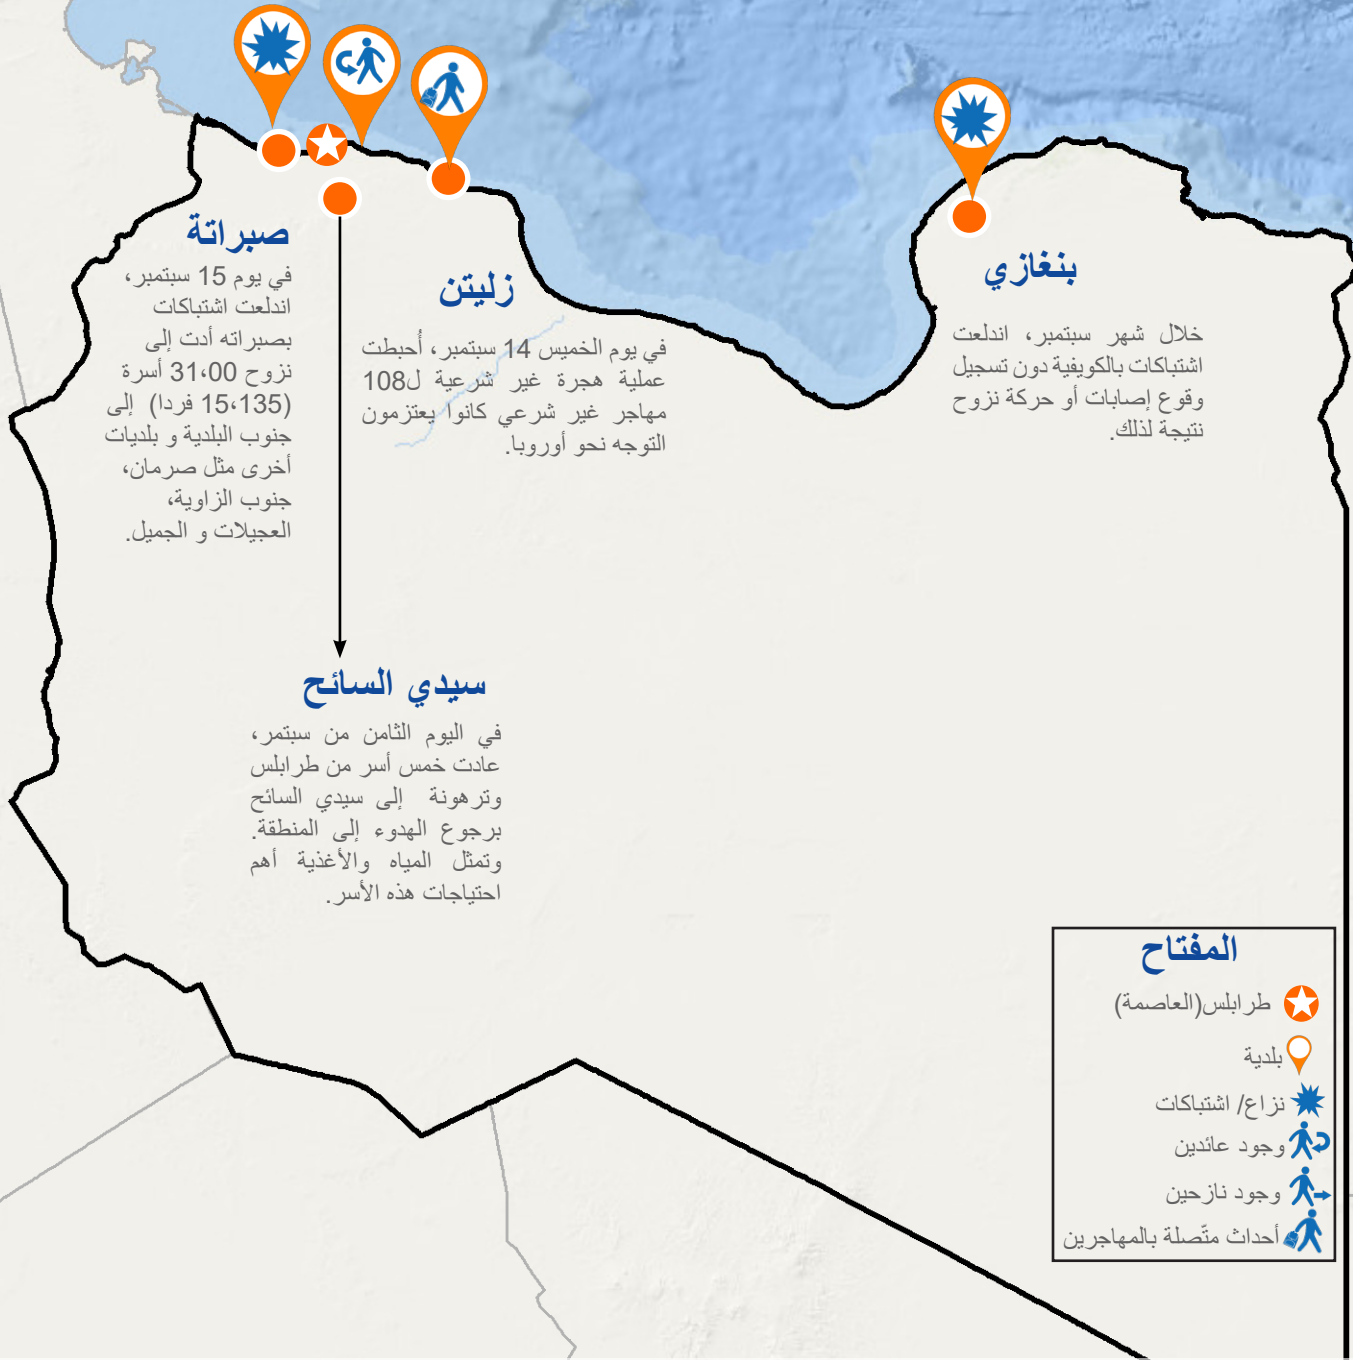 صبراتة
في يوم 15 سبتمبر،
اندلعت اشتباكات
بصبراته أدت إلى
نزوح 31،00 أسرة
(15،135 فردا) إلى
جنوب البلدية و بلديات
أخرى مثل صرمان،
جنوب الزاوية،
العجيلات و الجميل.
زليتن
في يوم الخميس 14 سبتمبر، أُحبطت
عملية هجرة غير شرعية ل108
مهاجر غير شرعي كانوا يعتزمون
التوجه نحو أوروبا.
بنغازي
خلال شهر سبتمبر، اندلعت
اشتباكات بالكويفية دون تسجيل
وقوع إصابات أو حركة نزوح
نتيجة لذلك.
سيدي السائح
في اليوم الثامن من سبتمر،
عادت خمس أسر من طرابلس
وترهونة إلى سيدي السائح
برجوع الهدوء إلى المنطقة.
وتمثل المياه والأغذية أهم
احتياجات هذه الأسر.
المفتاح
طرابلس(العاصمة)
بلدية
نزاع/ اشتباكات
وجود عائدين
وجود نازحين
أحداث متّصلة بالمهاجرين